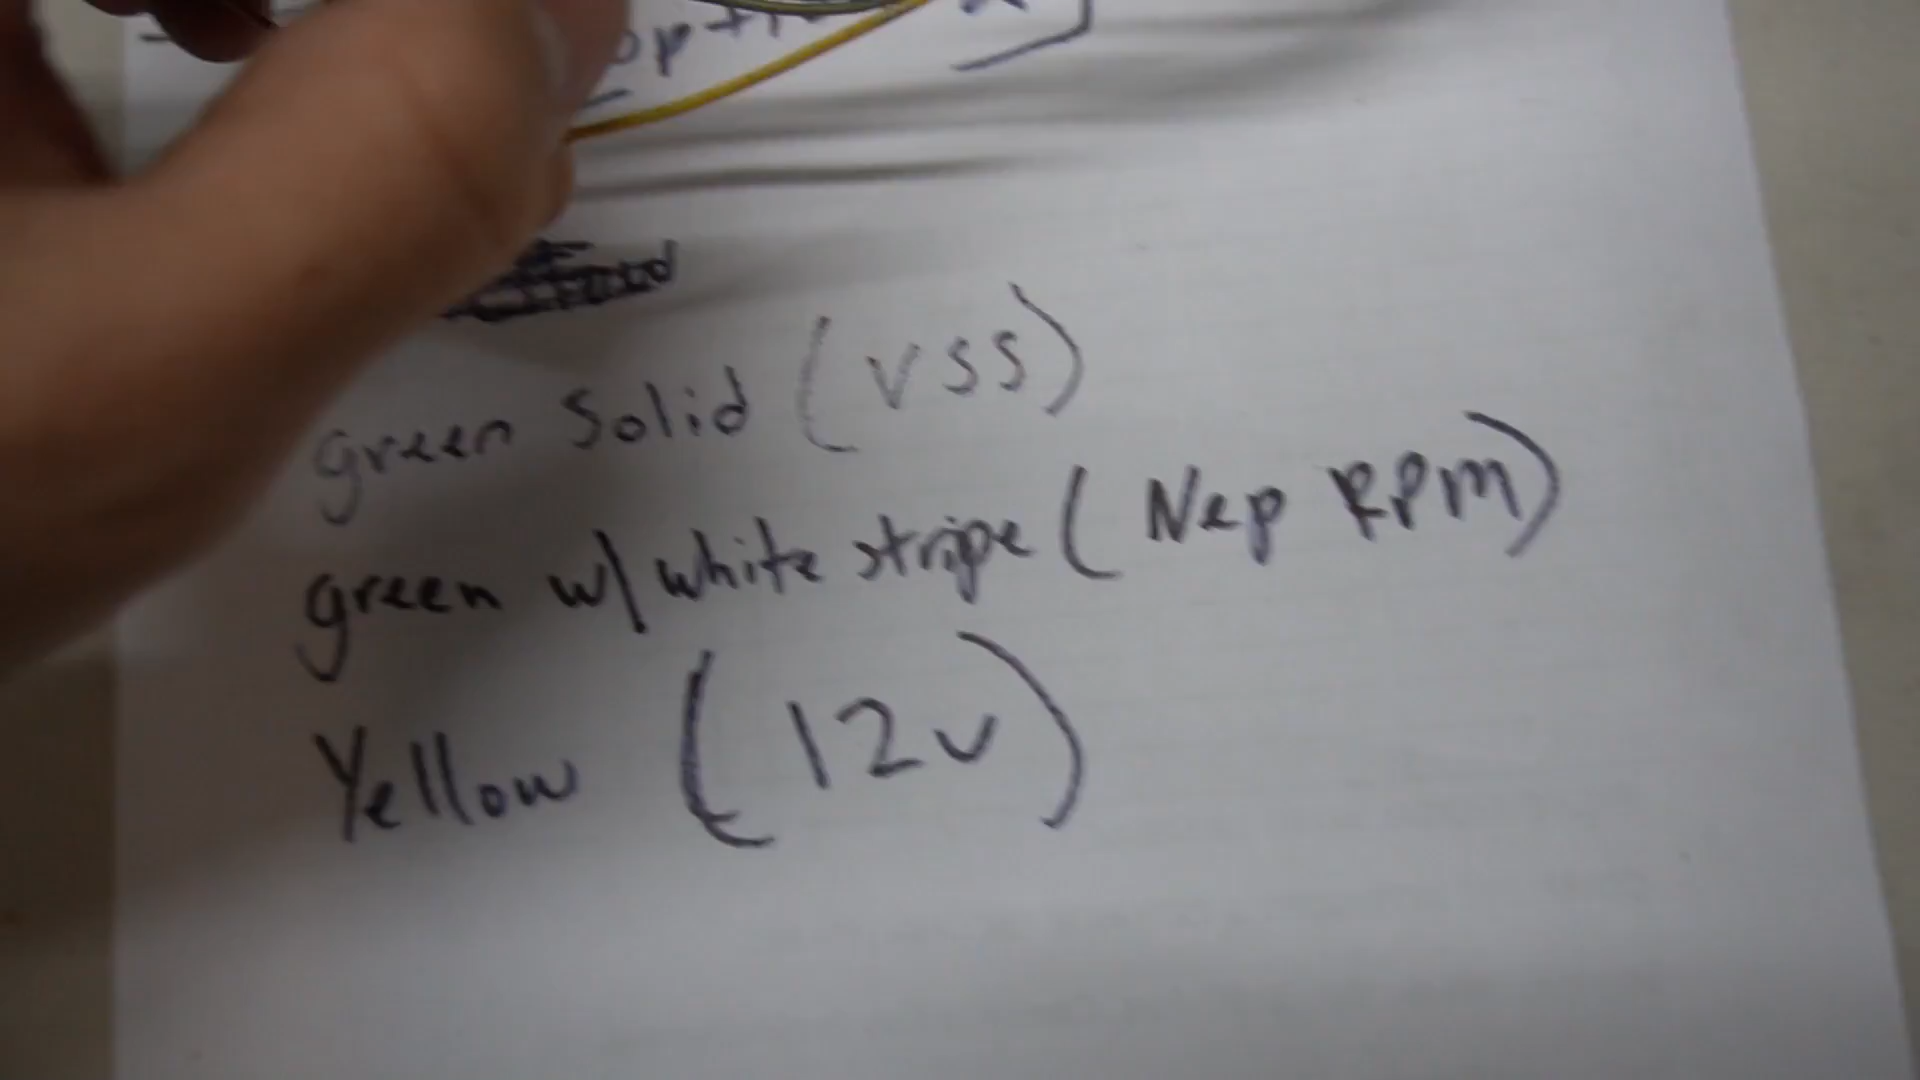 green Solid (VSS)
green w/ white stripe (Nep RPM)
Yellow (12v)